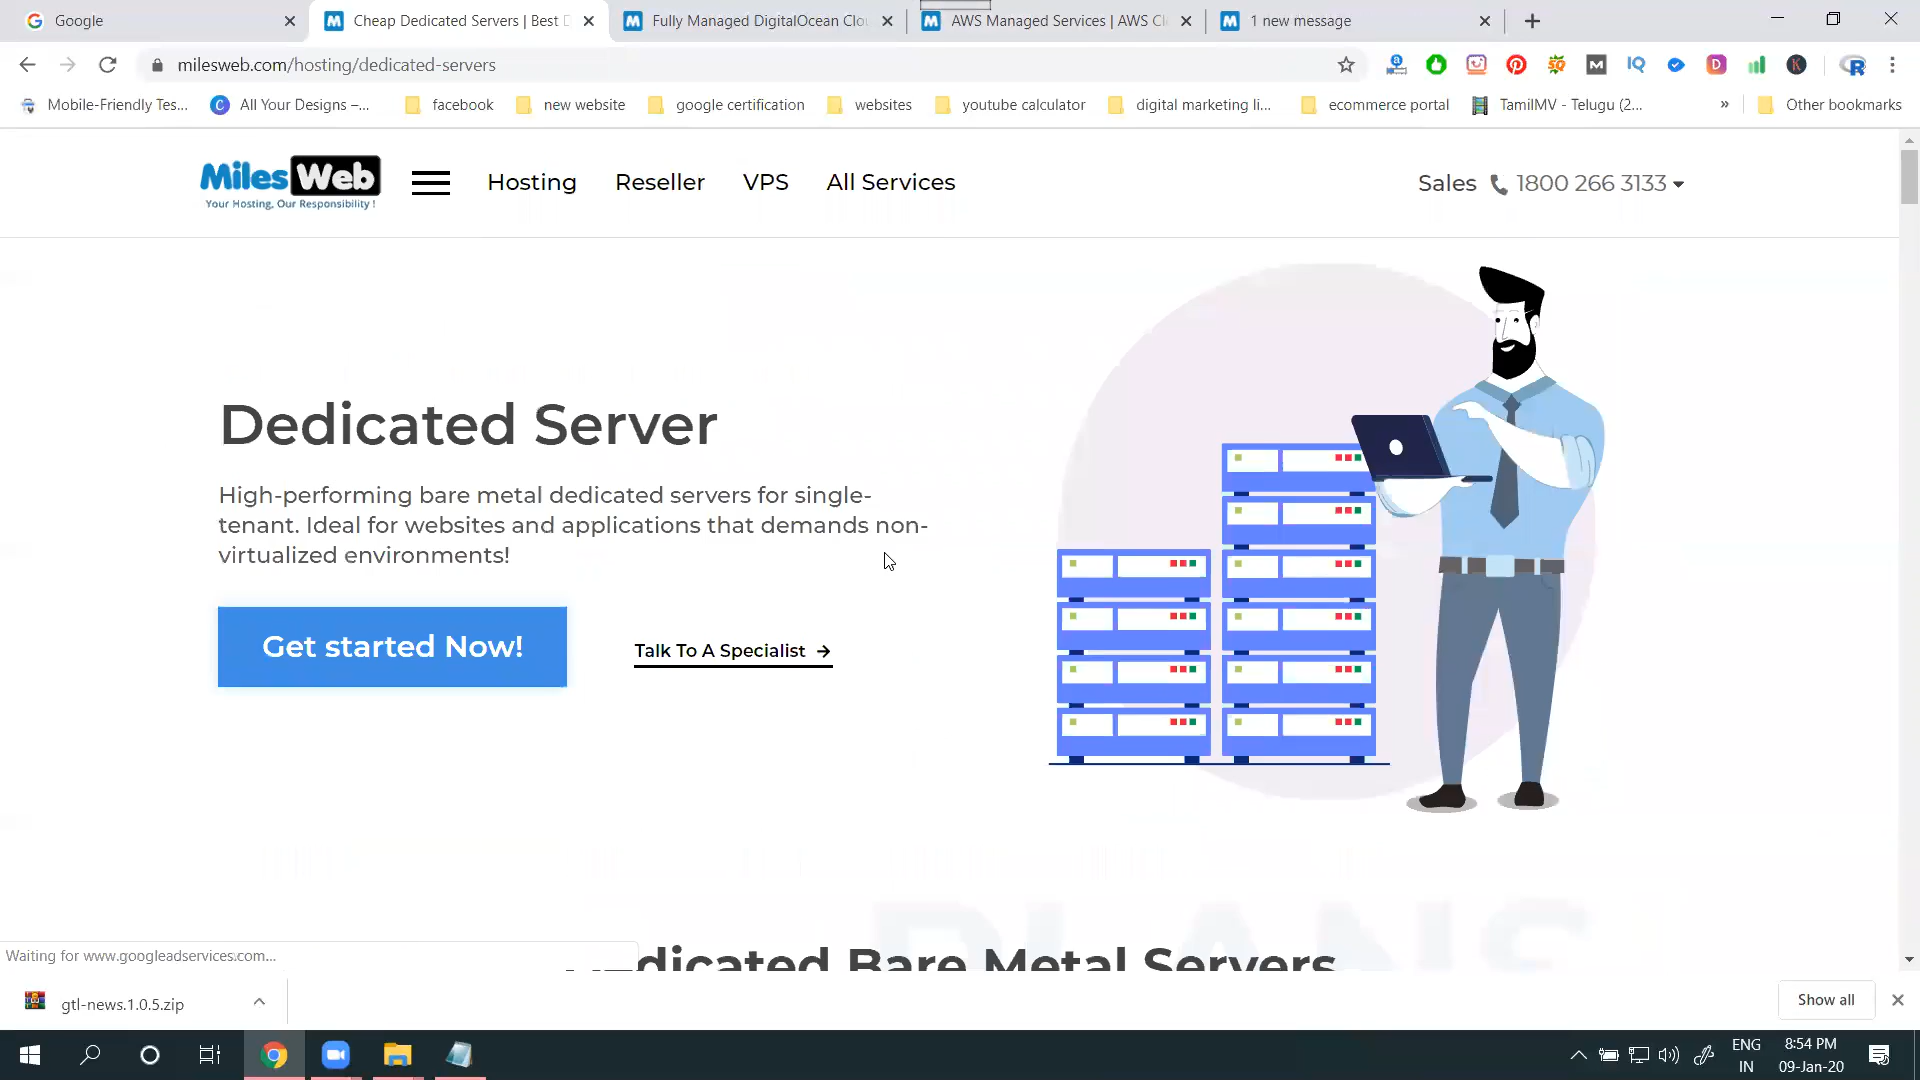 Google
Cheap Dedicated Servers | Best D
Fully Managed DigitalOcean Clou
AWS Managed Services | AWS Cl
1 new message
milesweb.com/hosting/dedicated-servers
Mobile-Friendly Tes...
All Your Designs –...
facebook
new website
google certification
websites
youtube calculator
digital marketing li...
ecommerce portal
TamilMV - Telugu (2...
»
Other bookmarks
Miles Web
Your Hosting, Our Responsibility !
Hosting
Reseller
VPS
All Services
Sales
1800 266 3133
Dedicated Server
High-performing bare metal dedicated servers for single-
tenant. Ideal for websites and applications that demands non-
virtualized environments!
Get started Now!
Talk To A Specialist →
PLANS
Dedicated Bare Metal Servers
Waiting for www.googleadservices.com...
gtl-news.1.0.5.zip
Show all
ENG
IN
8:54 PM
09-Jan-20